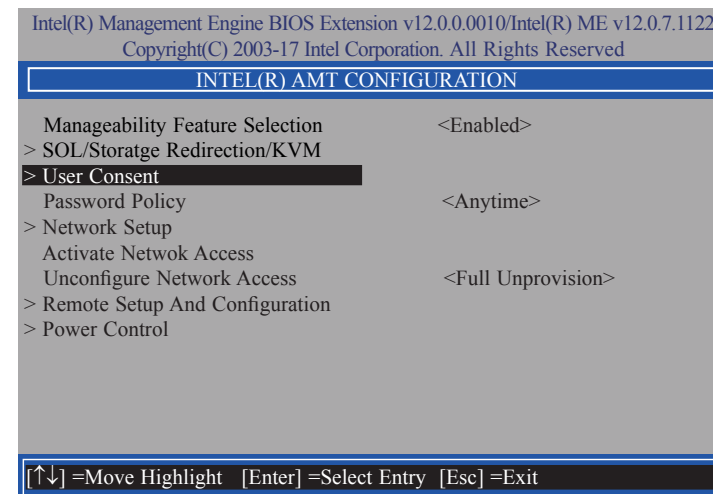 Intel(R) Management Engine BIOS Extension v12.0.0.0010/Intel(R) ME v12.0.7.1122
Copyright(C) 2003-17 Intel Corporation. All Rights Reserved
INTEL(R) AMT CONFIGURATION
Manageability Feature Selection <Enabled>
> SOL/Storatge Redirection/KVM
> User Consent
Password Policy <Anytime>
> Network Setup
Activate Netwok Access
Unconfigure Network Access <Full Unprovision>
> Remote Setup And Configuration
> Power Control
[↑↓] =Move Highlight [Enter] =Select Entry [Esc] =Exit